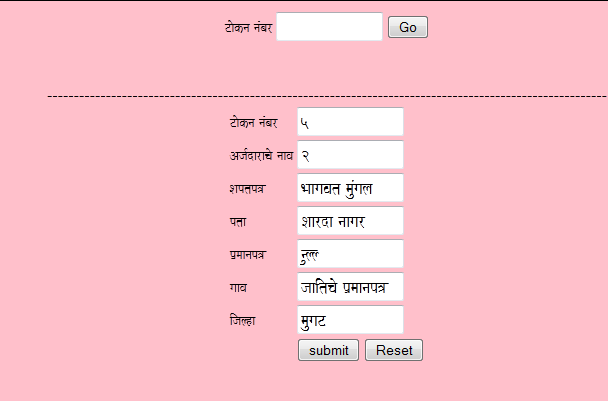 टोकन नंबर Go
टोकन नंबर ५
अर्जदाराचे नाव २
शपतपत्र भागवत मुंगल
पता शारदा नागर
प्रमानपत्र नुल्ल
गाव जातिचे प्रमानपत्र
जिल्हा मुगट
submit Reset